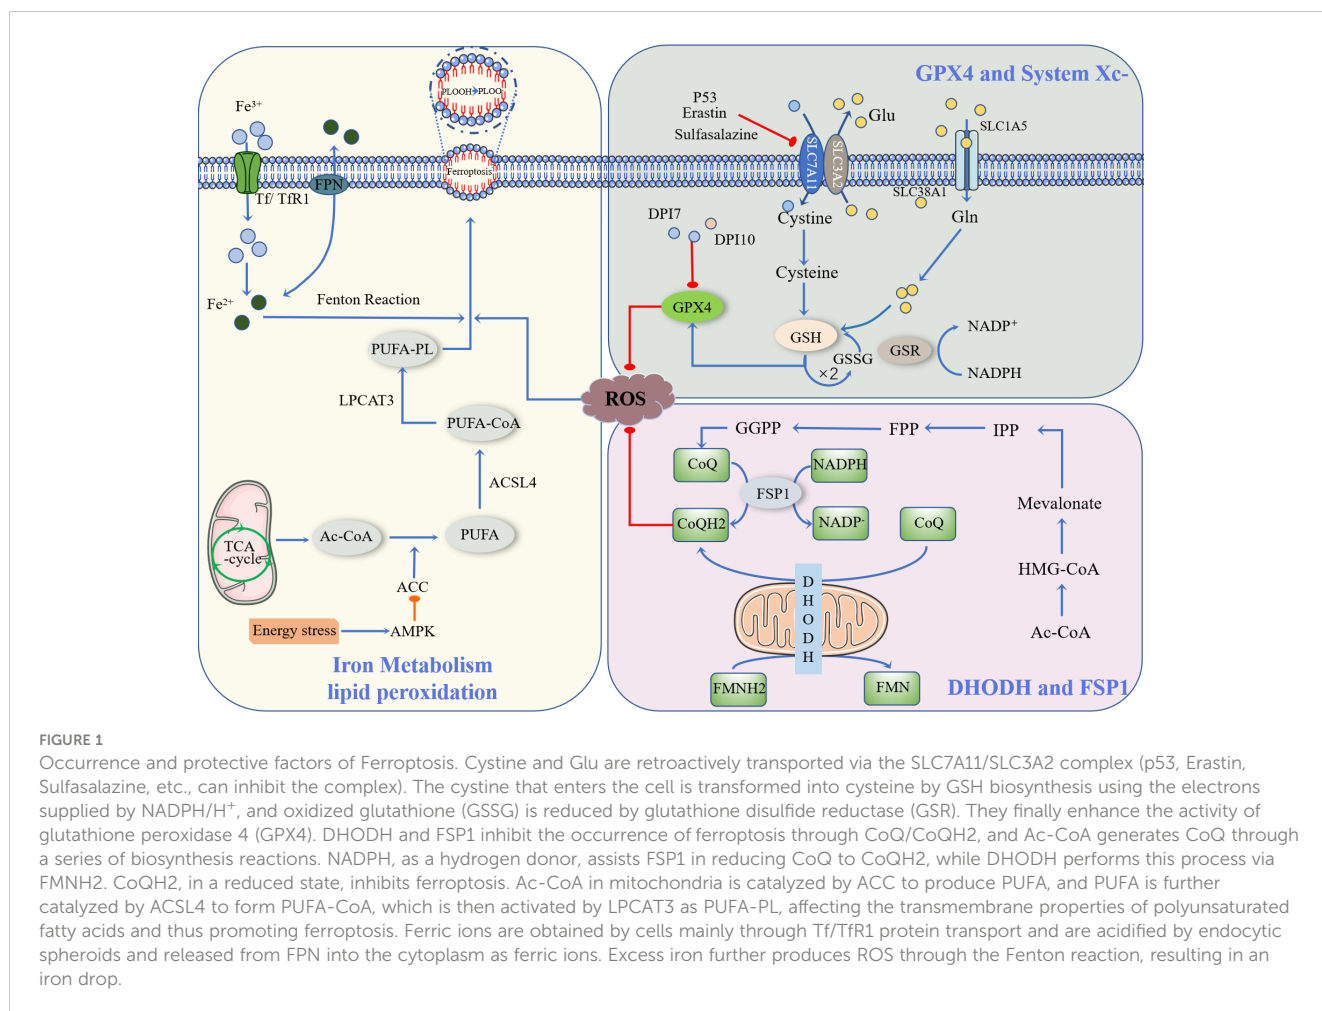 GPX4 and System Xc-
PLOOH PLOO
Fe3+
P53
Erastin
Sulfasalazine
Glu
SLC1A5
SLC7A11
SLC3A2
Ferroptosis
FPN
Tf/ TfR1
SLC38A1
Cystine
Gln
DPI7
DPI10
Cysteine
Fe2+
Fenton Reaction
GPX4
GSH
GSSG
GSR
NADP+
NADPH
×2
PUFA-PL
LPCAT3
ROS
PUFA-CoA
ACSL4
TCA
-cycle
Ac-CoA
PUFA
ACC
Energy stress
AMPK
Iron Metabolism
lipid peroxidation
GGPP
FPP
IPP
CoQ
NADPH
FSP1
Mevalonate
CoQH2
NADP-
CoQ
HMG-CoA
DHODH
Ac-CoA
FMNH2
FMN
DHODH and FSP1
FIGURE 1
Occurrence and protective factors of Ferroptosis. Cystine and Glu are retroactively transported via the SLC7A11/SLC3A2 complex (p53, Erastin,
Sulfasalazine, etc., can inhibit the complex). The cystine that enters the cell is transformed into cysteine by GSH biosynthesis using the electrons
supplied by NADPH/H+, and oxidized glutathione (GSSG) is reduced by glutathione disulfide reductase (GSR). They finally enhance the activity of
glutathione peroxidase 4 (GPX4). DHODH and FSP1 inhibit the occurrence of ferroptosis through CoQ/CoQH2, and Ac-CoA generates CoQ through
a series of biosynthesis reactions. NADPH, as a hydrogen donor, assists FSP1 in reducing CoQ to CoQH2, while DHODH performs this process via
FMNH2. CoQH2, in a reduced state, inhibits ferroptosis. Ac-CoA in mitochondria is catalyzed by ACC to produce PUFA, and PUFA is further
catalyzed by ACSL4 to form PUFA-CoA, which is then activated by LPCAT3 as PUFA-PL, affecting the transmembrane properties of polyunsaturated
fatty acids and thus promoting ferroptosis. Ferric ions are obtained by cells mainly through Tf/TfR1 protein transport and are acidified by endocytic
spheroids and released from FPN into the cytoplasm as ferric ions. Excess iron further produces ROS through the Fenton reaction, resulting in an
iron drop.